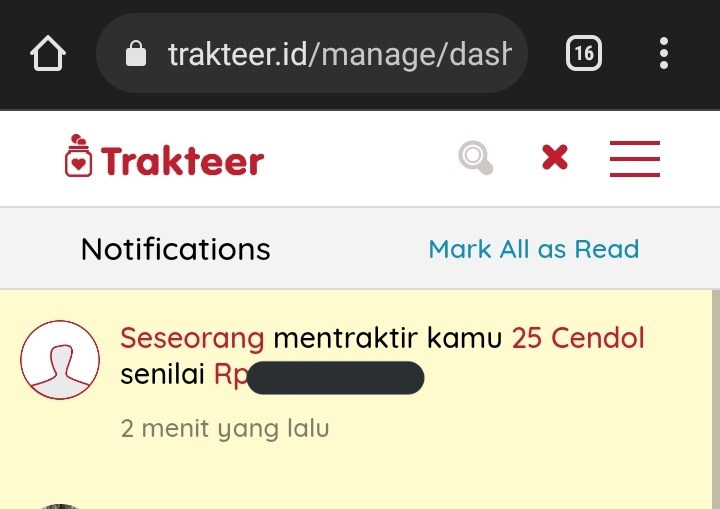 trakteer.id/manage/dash
16
Trakteer
Notifications
Mark All as Read
Seseorang mentraktir kamu 25 Cendol
senilai Rp
2 menit yang lalu